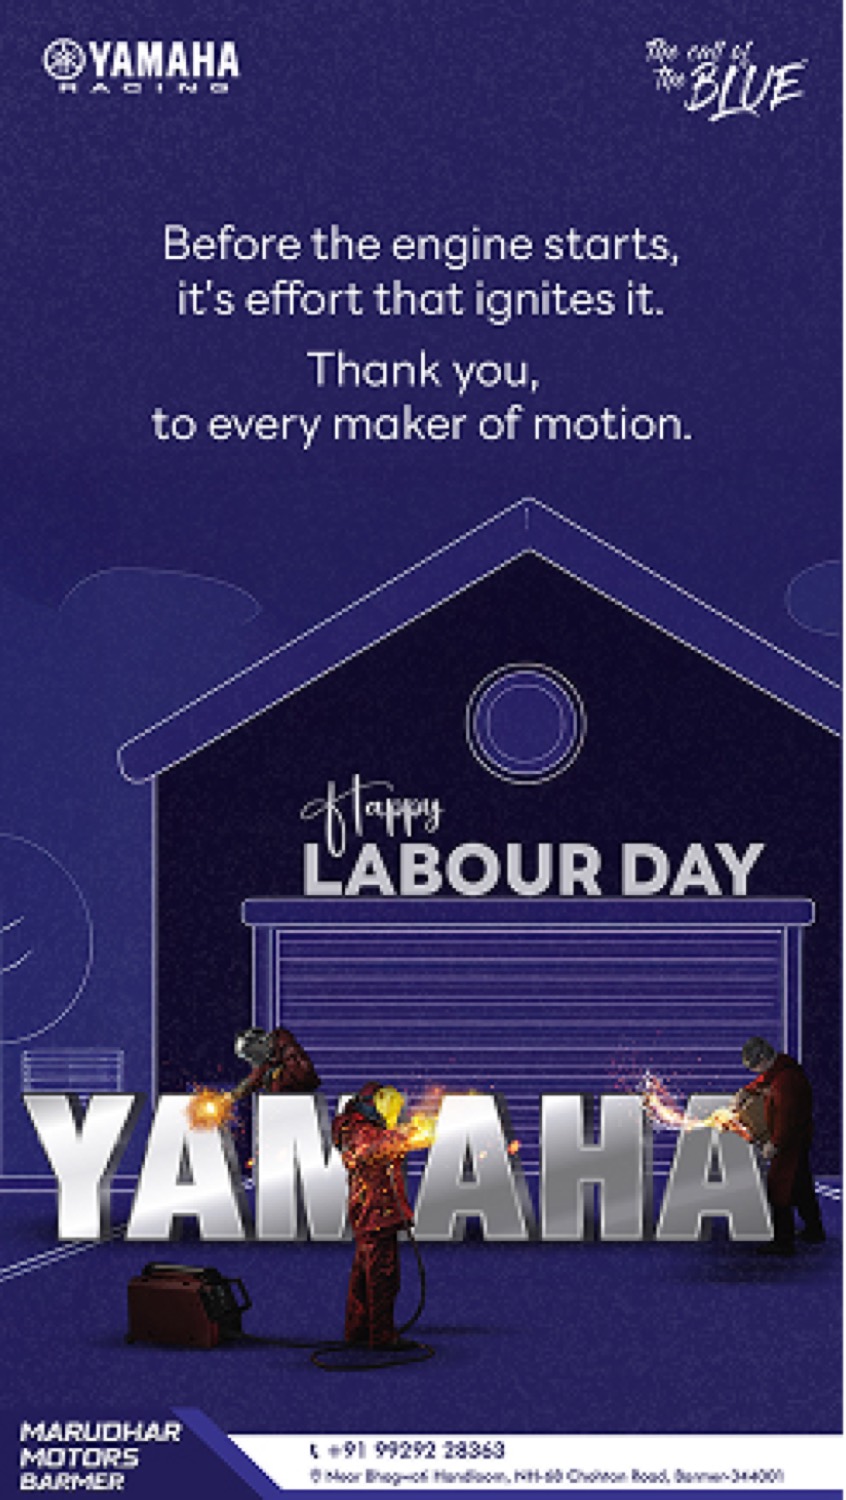 YAMAHA
RACING
the call of
the BLUE
Before the engine starts,
it's effort that ignites it.
Thank you,
to every maker of motion.
Happy
LABOUR DAY
YAMAHA
MARUDHAR
MOTORS
BARMER
+91 99292 28363
Near Bhagwati Handloom, NH-68 Chohtan Road, Barmer-344001